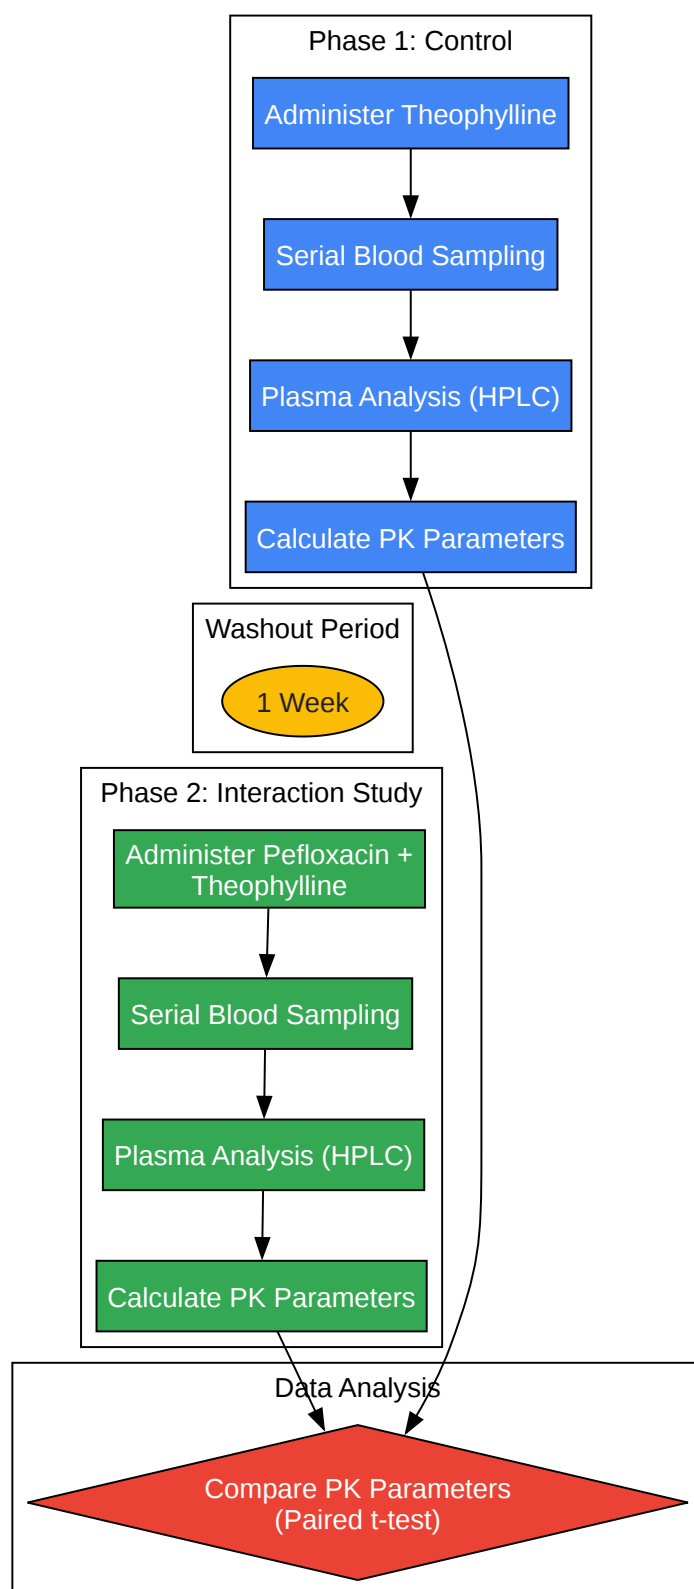 Phase 1: Control
Administer Theophylline
Serial Blood Sampling
Plasma Analysis (HPLC)
Calculate PK Parameters
Washout Period
1 Week
Phase 2: Interaction Study
Administer Pefloxacin +
Theophylline
Serial Blood Sampling
Plasma Analysis (HPLC)
Calculate PK Parameters
Data Analysis
Compare PK Parameters
(Paired t-test)